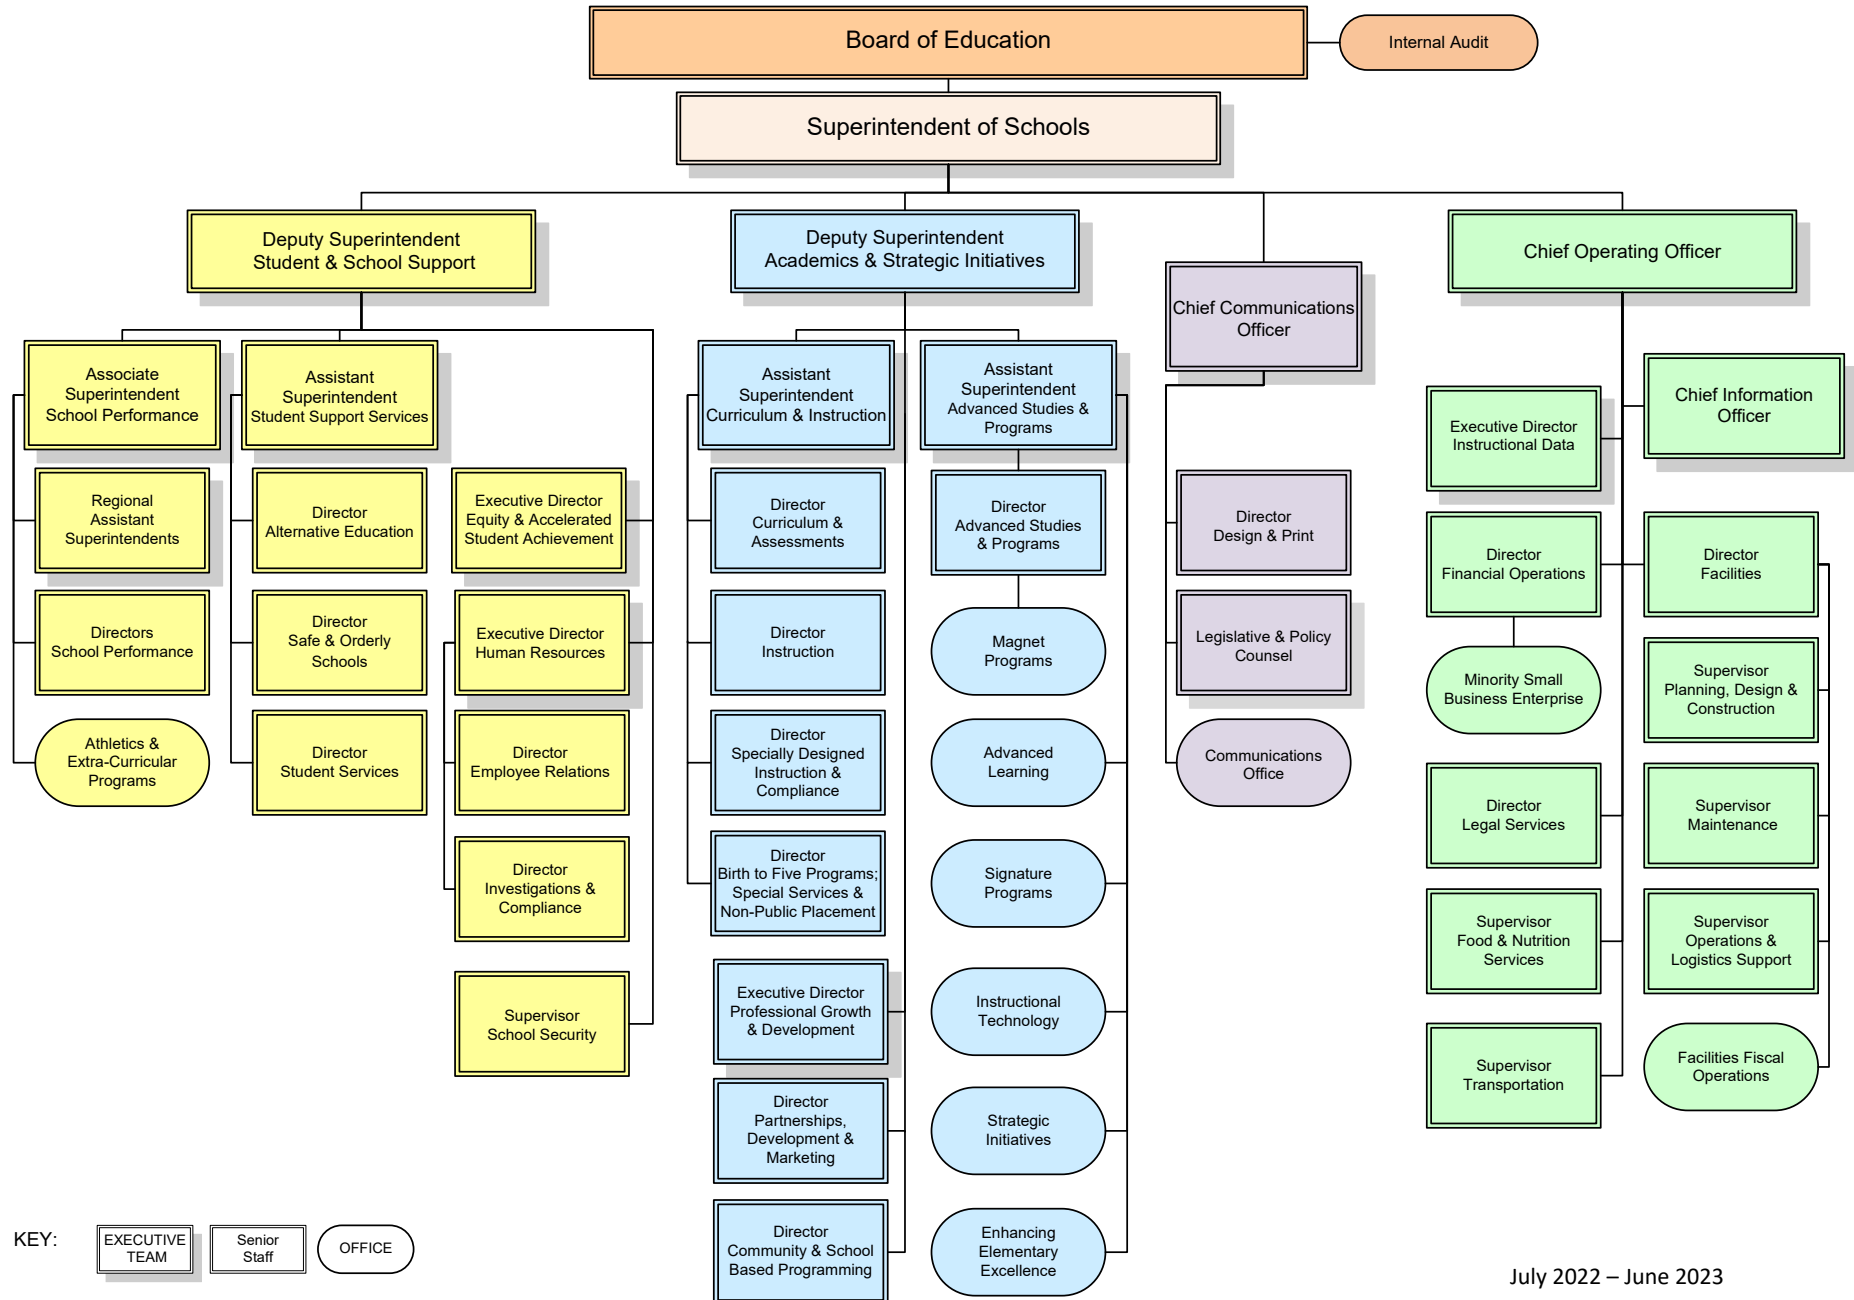 Board of Education
Internal Audit
Superintendent of Schools
Deputy Superintendent
Student & School Support
Deputy Superintendent
Academics & Strategic Initiatives
Chief Communications
Officer
Chief Operating Officer
Associate
Superintendent
School Performance
Assistant
Superintendent
Student Support Services
Regional
Assistant
Superintendents
Director
Alternative Education
Executive Director
Equity & Accelerated
Student Achievement
Directors
School Performance
Director
Safe & Orderly
Schools
Executive Director
Human Resources
Athletics &
Extra-Curricular
Programs
Director
Student Services
Director
Employee Relations
Director
Investigations &
Compliance
Supervisor
School Security
Assistant
Superintendent
Curriculum & Instruction
Assistant
Superintendent
Advanced Studies &
Programs
Director
Curriculum &
Assessments
Director
Advanced Studies
& Programs
Director
Instruction
Magnet
Programs
Director
Specially Designed
Instruction &
Compliance
Advanced
Learning
Director
Birth to Five Programs;
Special Services &
Non-Public Placement
Signature
Programs
Executive Director
Professional Growth
& Development
Instructional
Technology
Director
Partnerships,
Development &
Marketing
Strategic
Initiatives
Director
Community & School
Based Programming
Enhancing
Elementary
Excellence
Director
Design & Print
Legislative & Policy
Counsel
Communications
Office
Chief Information
Officer
Executive Director
Instructional Data
Director
Financial Operations
Director
Facilities
Minority Small
Business Enterprise
Supervisor
Planning, Design &
Construction
Director
Legal Services
Supervisor
Maintenance
Supervisor
Food & Nutrition
Services
Supervisor
Operations &
Logistics Support
Supervisor
Transportation
Facilities Fiscal
Operations
KEY:
EXECUTIVE
TEAM
Senior
Staff
OFFICE
July 2022 – June 2023